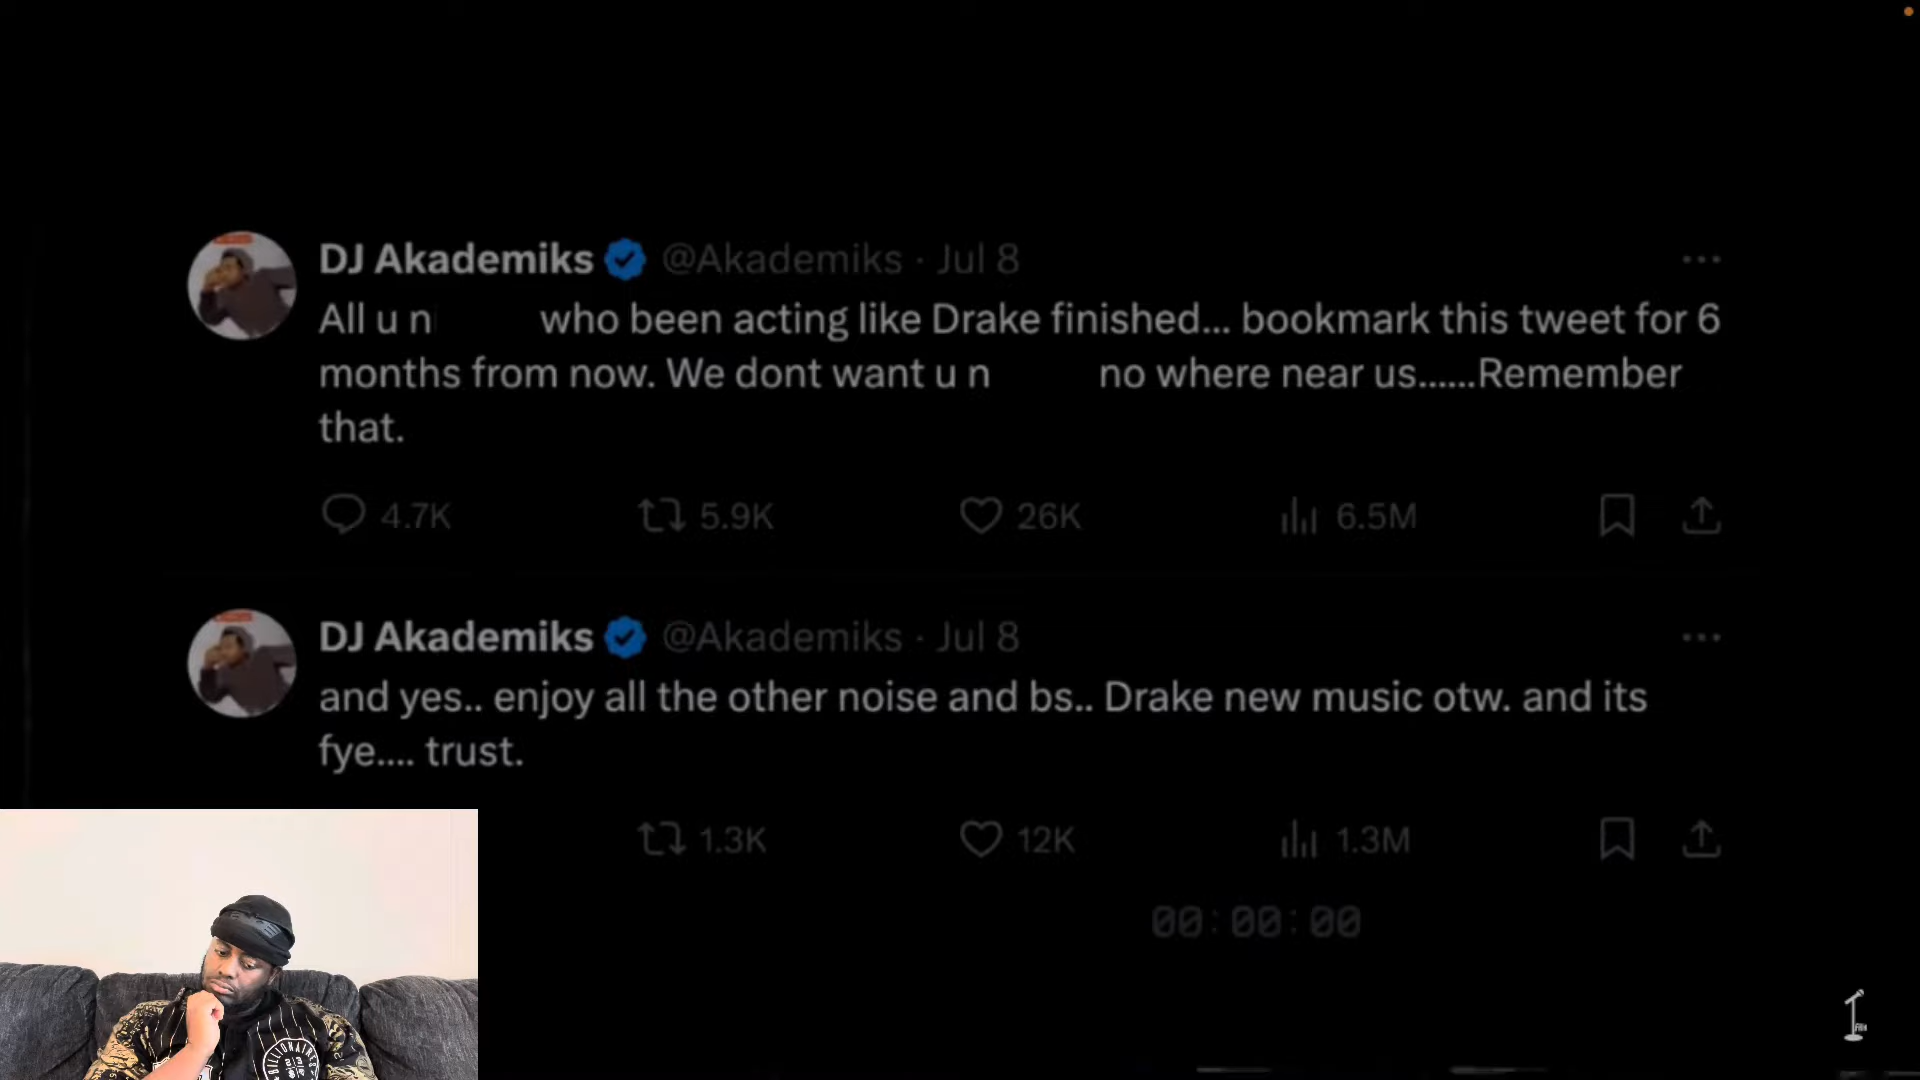 DJ Akademiks @Akademiks · Jul 8
All u n who been acting like Drake finished... bookmark this tweet for 6
months from now. We dont want u n no where near us......Remember
that.
4.7K 5.9K 26K 6.5M
DJ Akademiks @Akademiks · Jul 8
and yes.. enjoy all the other noise and bs.. Drake new music otw. and its
fye.... trust.
1.3K 12K 1.3M
00:00:00
BILLIONAIRES